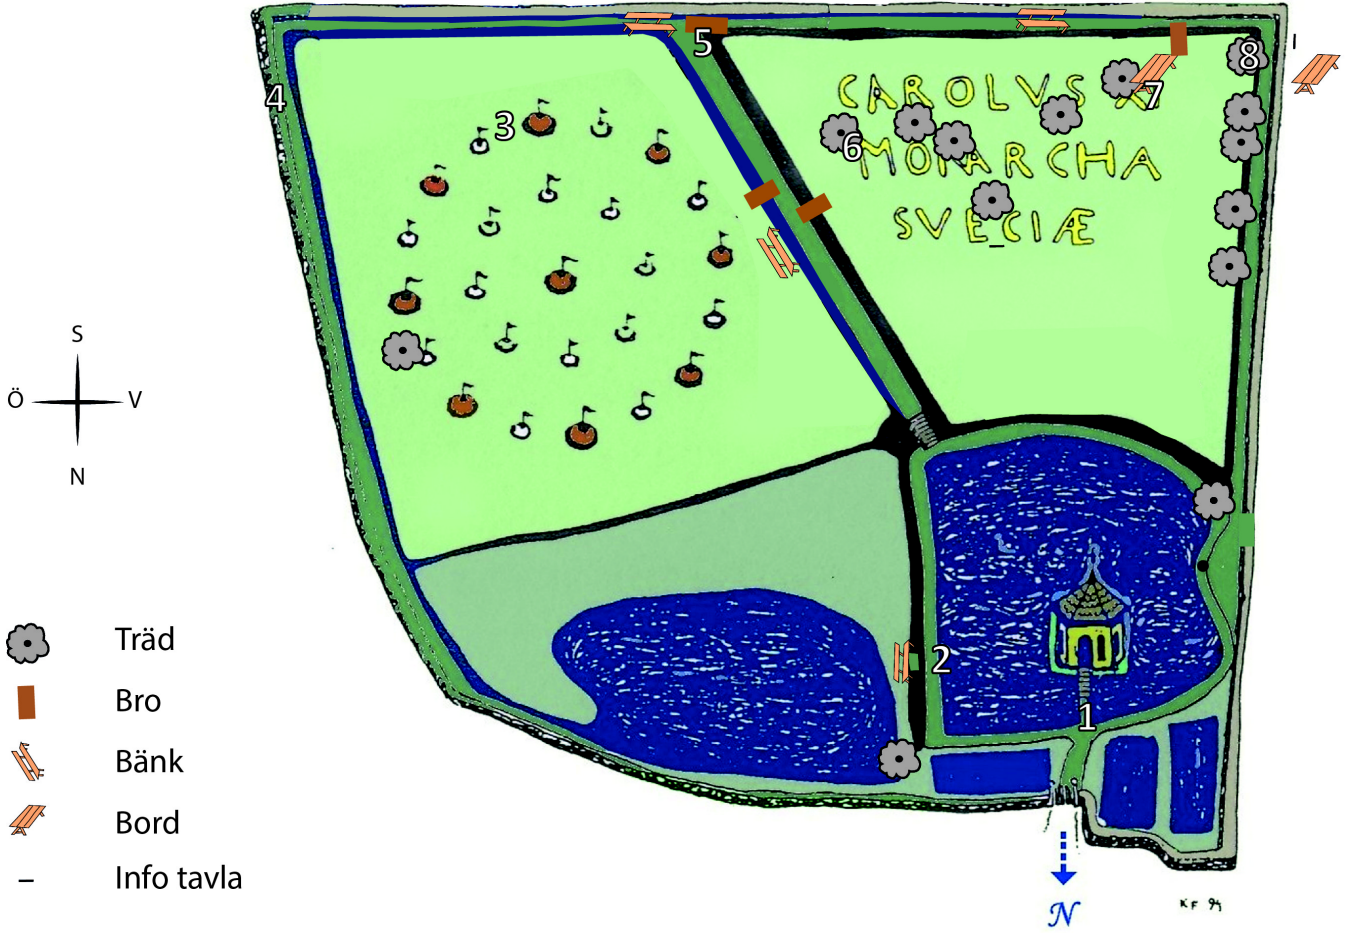 5
8
4
CAROLVS XI
7
3
6
MONARCHA
SVECIÆ
S
Ö V
N
Träd
2
Bro
1
Bänk
Bord
Info tavla
N
KF 94